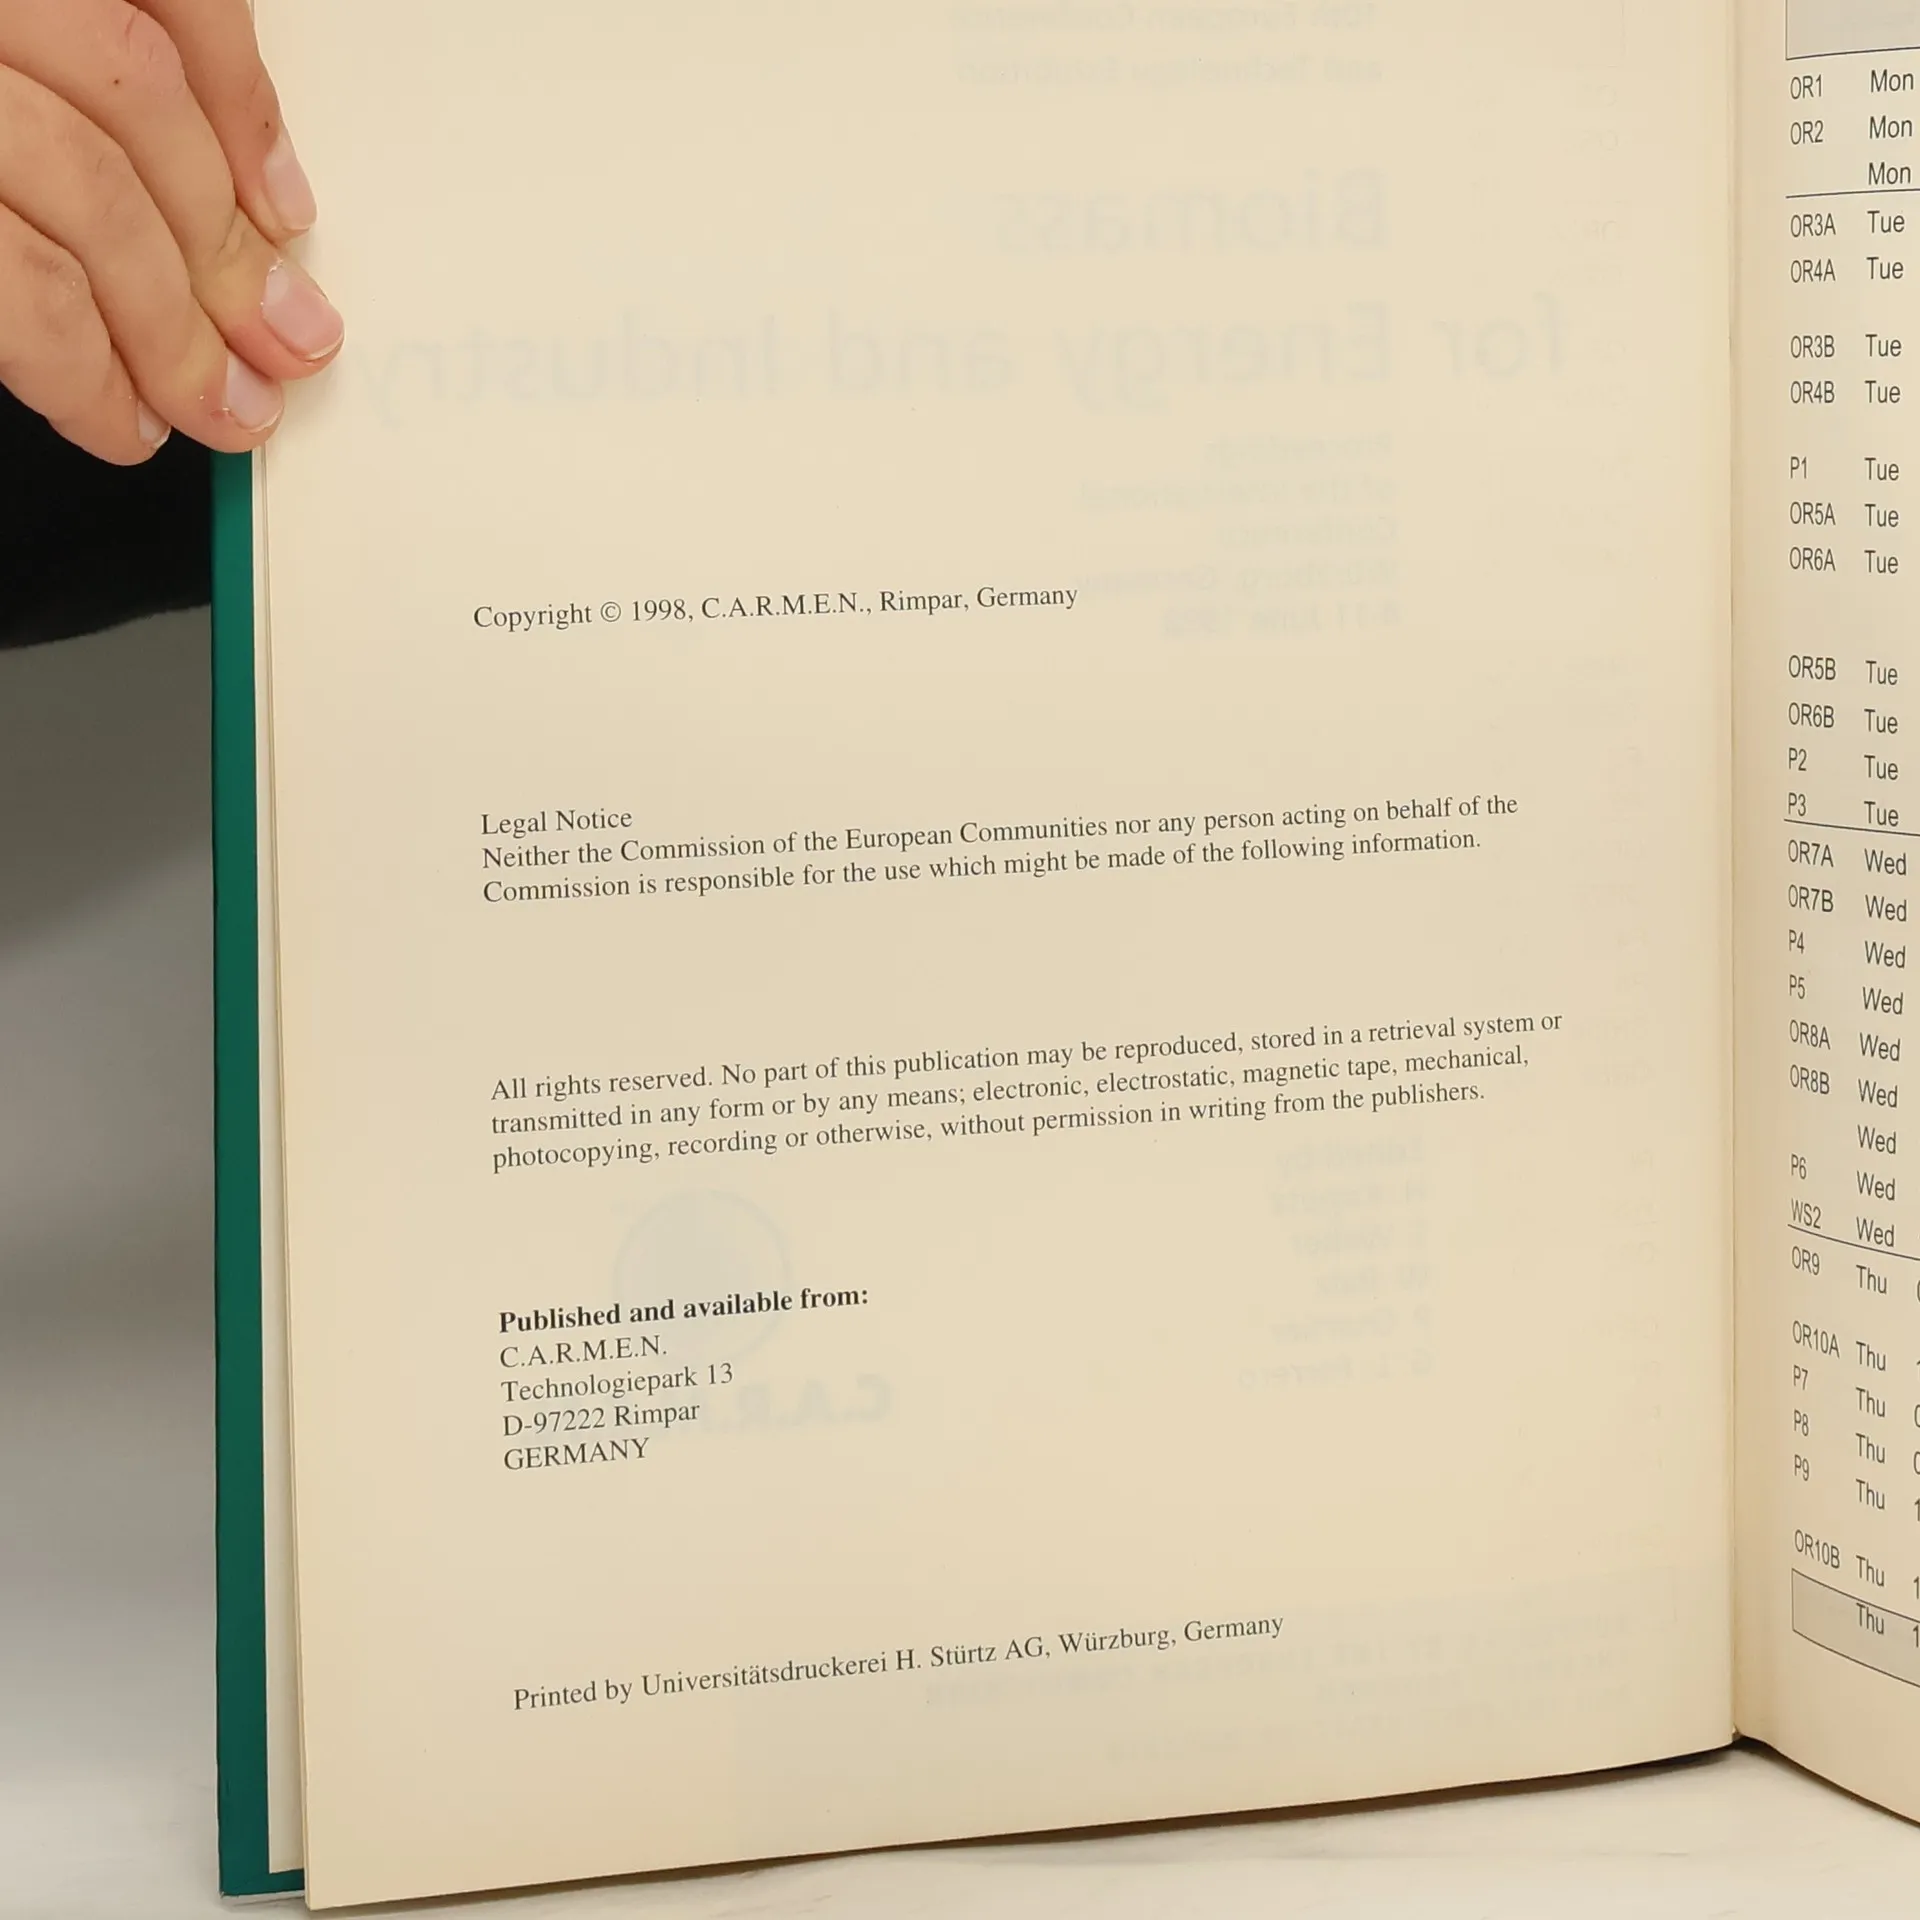 Copyright © 1998, C.A.R.M.E.N., Rimpar, Germany
Legal Notice
Neither the Commission of the European Communities nor any person acting on behalf of the
Commission is responsible for the use which might be made of the following information.
All rights reserved. No part of this publication may be reproduced, stored in a retrieval system or
transmitted in any form or by any means; electronic, electrostatic, magnetic tape, mechanical,
photocopying, recording or otherwise, without permission in writing from the publishers.
Published and available from:
C.A.R.M.E.N.
Technologiepark 13
D-97222 Rimpar
GERMANY
Printed by Universitätsdruckerei H. Stürtz AG, Würzburg, Germany
OR1 Mon
OR2 Mon
Mon
OR3A Tue
OR4A Tue
OR3B Tue
OR4B Tue
P1 Tue
OR5A Tue
OR6A Tue
OR5B Tue
OR6B Tue
P2 Tue
P3 Tue
OR7A Wed
OR7B Wed
P4 Wed
P5 Wed
OR8A Wed
OR8B Wed
Wed
P6 Wed
WS2 Wed
OR9 Thu
OR10A Thu
P7 Thu
P8 Thu
P9 Thu
OR10B Thu
Thu